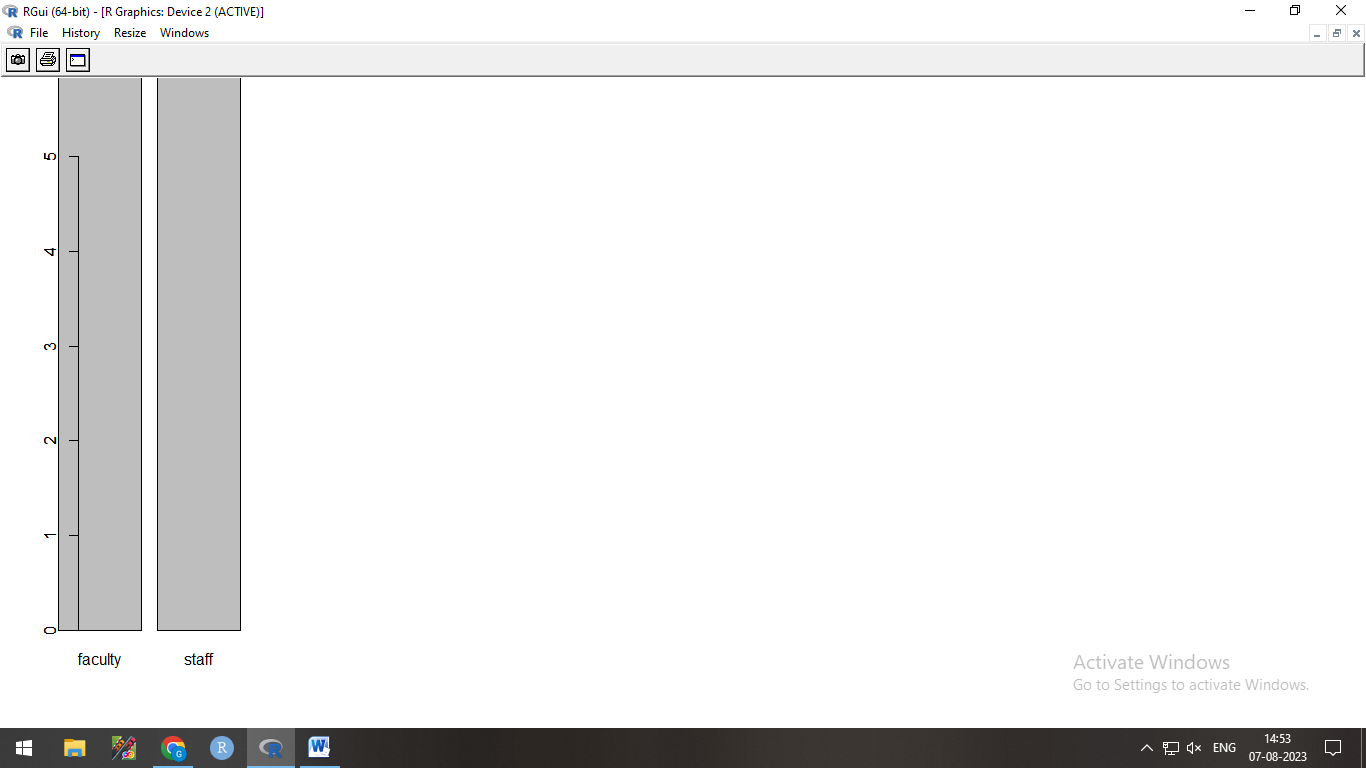 RGui (64-bit) - [R Graphics: Device 2 (ACTIVE)]
File History Resize Windows
5
4
3
2
1
0
faculty staff
Activate Windows
Go to Settings to activate Windows.
ENG
14:53
07-08-2023